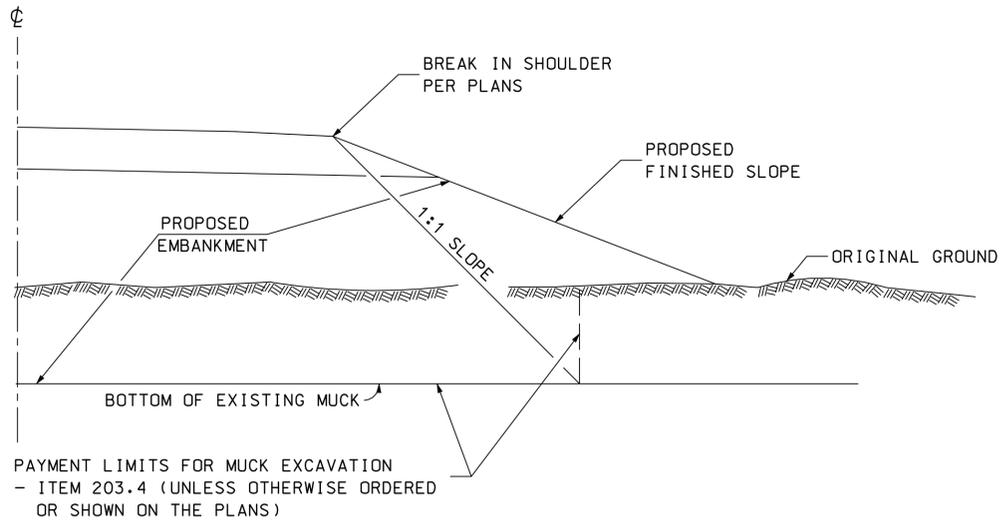 ℄
BREAK IN SHOULDER
PER PLANS
PROPOSED
FINISHED SLOPE
PROPOSED
EMBANKMENT
1:1 SLOPE
ORIGINAL GROUND
BOTTOM OF EXISTING MUCK
PAYMENT LIMITS FOR MUCK EXCAVATION
- ITEM 203.4 (UNLESS OTHERWISE ORDERED
OR SHOWN ON THE PLANS)